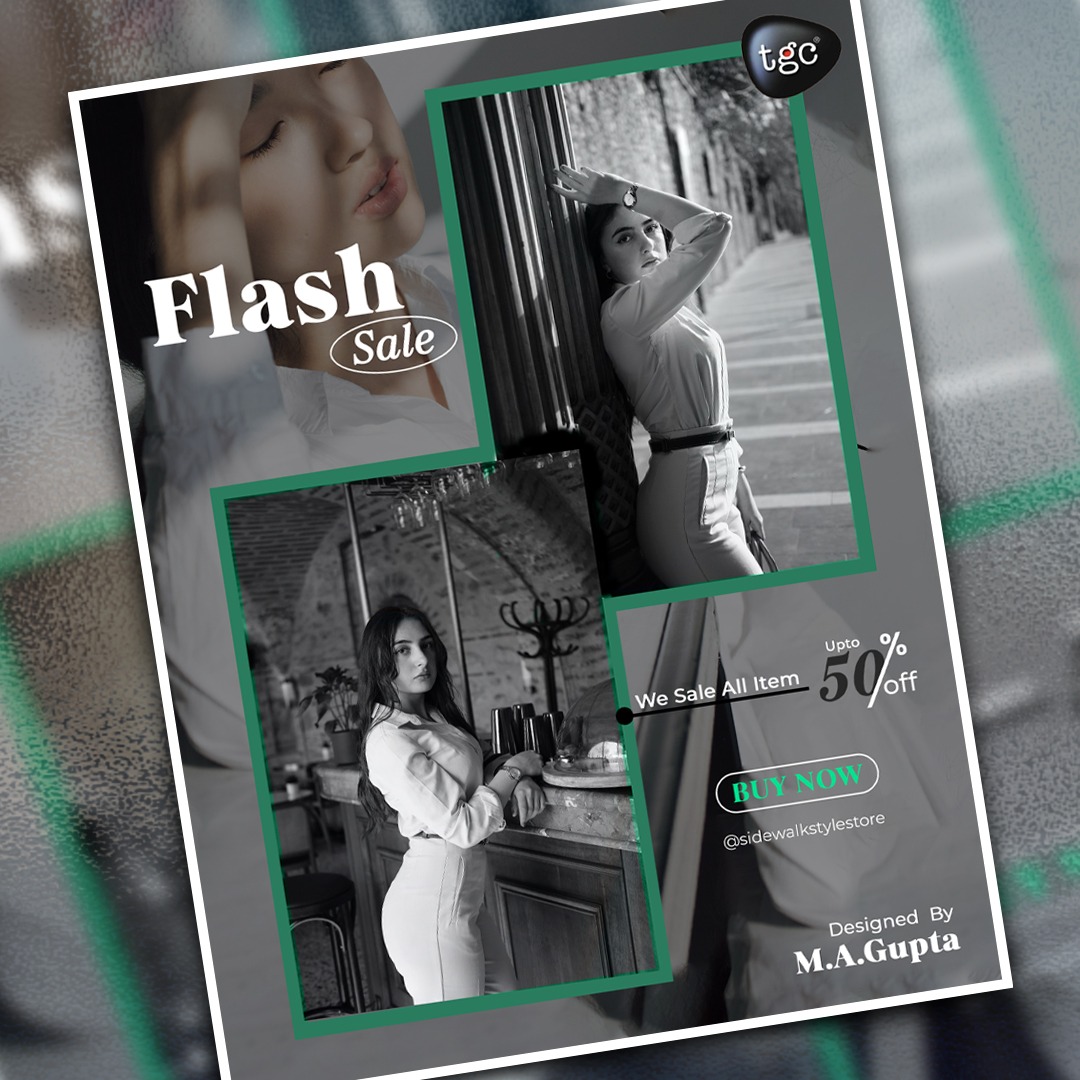 tgc
Flash
Sale
We Sale All Item
Upto
50%
off
BUY NOW
@sidewalkstylestore
Designed By
M.A.Gupta